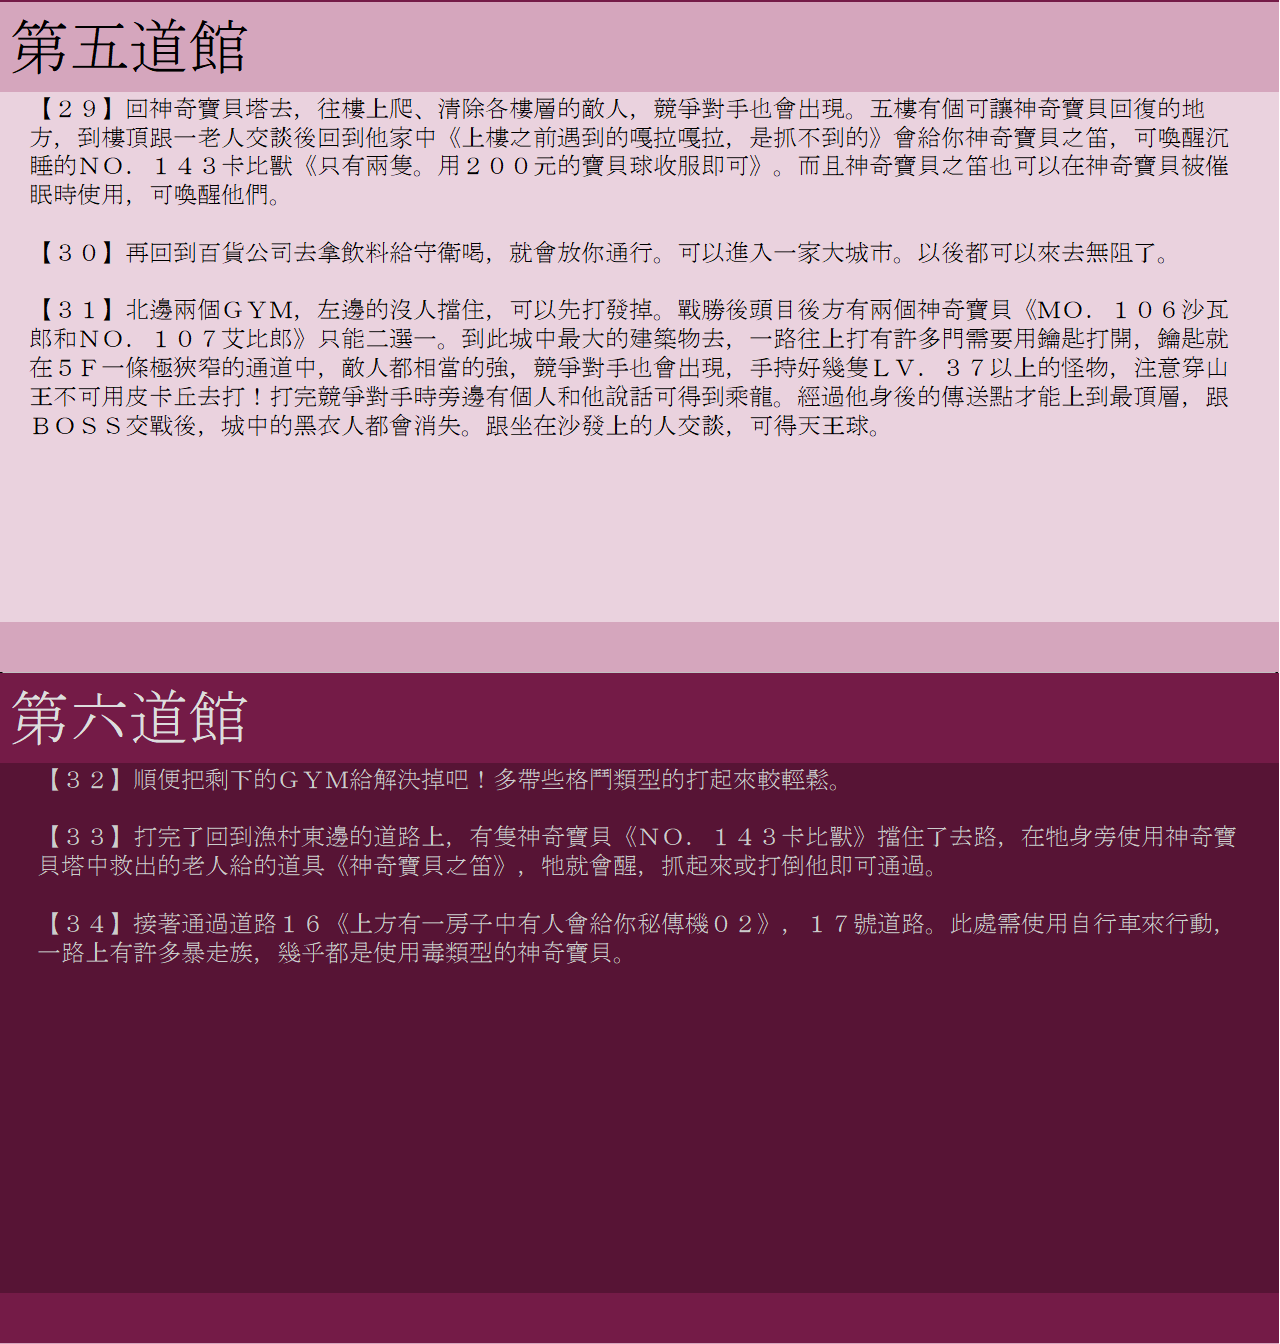 第五道館
【２９】回神奇寶貝塔去，往樓上爬、清除各樓層的敵人，競爭對手也會出現。五樓有個可讓神奇寶貝回復的地
方，到樓頂跟一老人交談後回到他家中《上樓之前遇到的嘎拉嘎拉，是抓不到的》會給你神奇寶貝之笛，可喚醒沉
睡的ＮＯ．１４３卡比獸《只有兩隻。用２００元的寶貝球收服即可》。而且神奇寶貝之笛也可以在神奇寶貝被催
眠時使用，可喚醒他們。
【３０】再回到百貨公司去拿飲料給守衛喝，就會放你通行。可以進入一家大城市。以後都可以來去無阻了。
【３１】北邊兩個ＧＹＭ，左邊的沒人擋住，可以先打發掉。戰勝後頭目後方有兩個神奇寶貝《ＭＯ．１０６沙瓦
郎和ＮＯ．１０７艾比郎》只能二選一。到此城中最大的建築物去，一路往上打有許多門需要用鑰匙打開，鑰匙就
在５Ｆ一條極狹窄的通道中，敵人都相當的強，競爭對手也會出現，手持好幾隻ＬＶ．３７以上的怪物，注意穿山
王不可用皮卡丘去打！打完競爭對手時旁邊有個人和他說話可得到乘龍。經過他身後的傳送點才能上到最頂層，跟
ＢＯＳＳ交戰後，城中的黑衣人都會消失。跟坐在沙發上的人交談，可得天王球。
第六道館
【３２】順便把剩下的ＧＹＭ給解決掉吧！多帶些格鬥類型的打起來較輕鬆。
【３３】打完了回到漁村東邊的道路上，有隻神奇寶貝《ＮＯ．１４３卡比獸》擋住了去路，在牠身旁使用神奇寶
貝塔中救出的老人給的道具《神奇寶貝之笛》，牠就會醒，抓起來或打倒他即可通過。
【３４】接著通過道路１６《上方有一房子中有人會給你秘傳機０２》，１７號道路。此處需使用自行車來行動，
一路上有許多暴走族，幾乎都是使用毒類型的神奇寶貝。